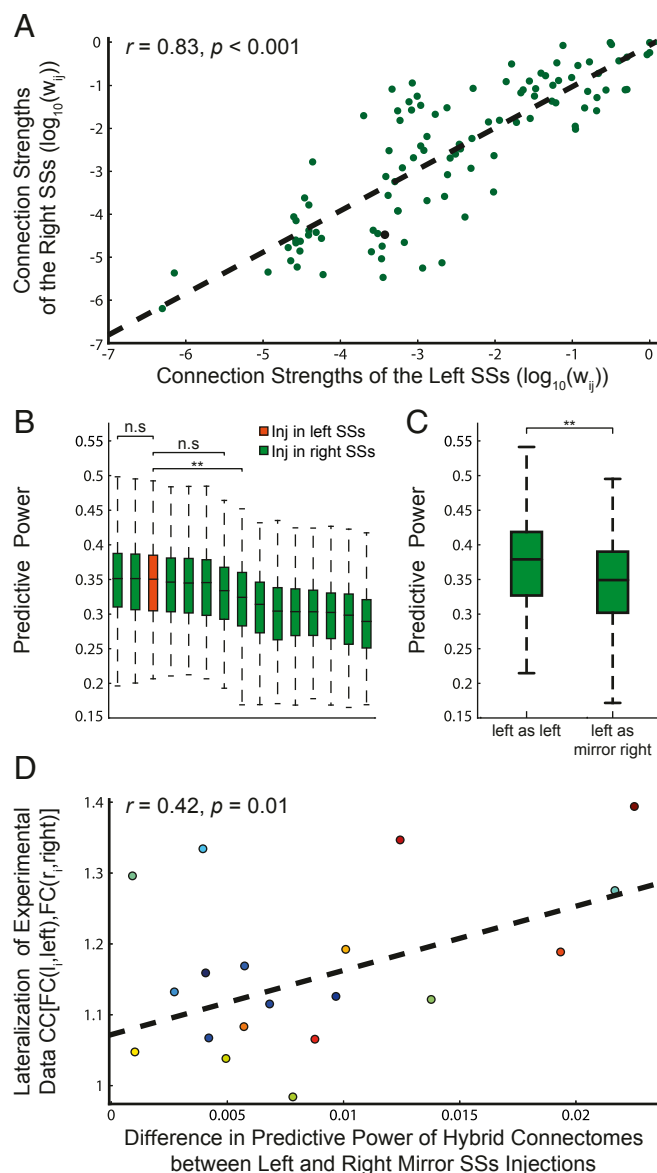 A
r = 0.83, p < 0.001
Connection Strengths
of the Right SSs (log10(wij))
-0
-1
-2
-3
-4
-5
-6
-7
-7
-6
-5
-4
-3
-2
-1
0
Connection Strengths of the Left SSs (log10(wij))
B
n.s
n.s
**
Inj in left SSs
Inj in right SSs
Predictive Power
0.55
0.5
0.45
0.4
0.35
0.3
0.25
0.2
0.15
C
**
Predictive Power
0.55
0.5
0.45
0.4
0.35
0.3
0.25
0.2
0.15
left as left
left as
mirror right
D
r = 0.42, p = 0.01
Lateralization of Experimental
Data CC[FC(li,left),FC(ri,right)]
1.4
1.3
1.2
1.1
1
0
0.005
0.01
0.015
0.02
Difference in Predictive Power of Hybrid Connectomes
between Left and Right Mirror SSs Injections